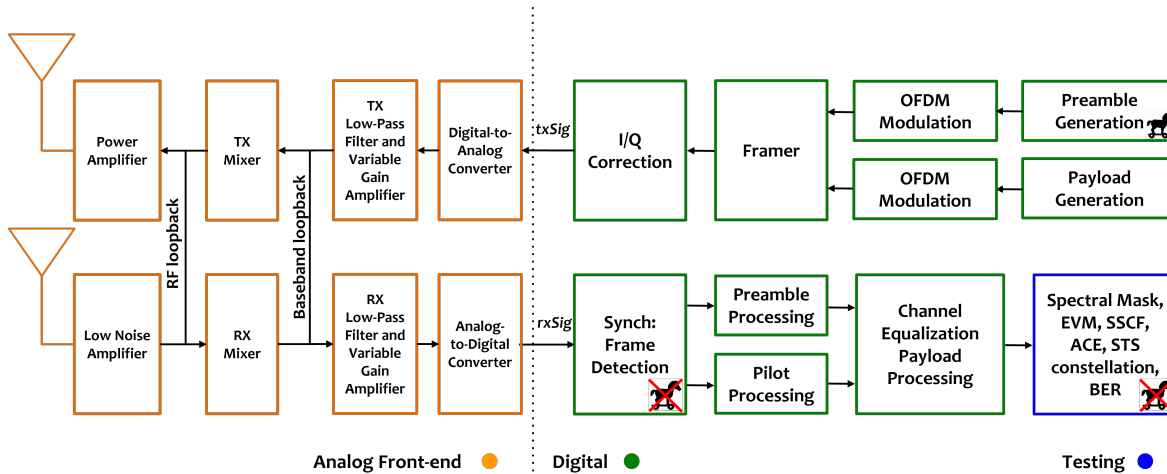 Power
Amplifier
TX
Mixer
TX
Low-Pass
Filter and
Variable
Gain
Amplifier
Digital-to-
Analog
Converter
txSig
I/Q
Correction
Framer
OFDM
Modulation
Preamble
Generation
OFDM
Modulation
Payload
Generation
RF loopback
Baseband loopback
Low Noise
Amplifier
RX
Mixer
RX
Low-Pass
Filter and
Variable
Gain
Amplifier
Analog-
to-Digital
Converter
rxSig
Synch:
Frame
Detection
Preamble
Processing
Pilot
Processing
Channel
Equalization
Payload
Processing
Spectral Mask,
EVM, SSCF,
ACE, STS
constellation,
BER
Analog Front-end
Digital
Testing